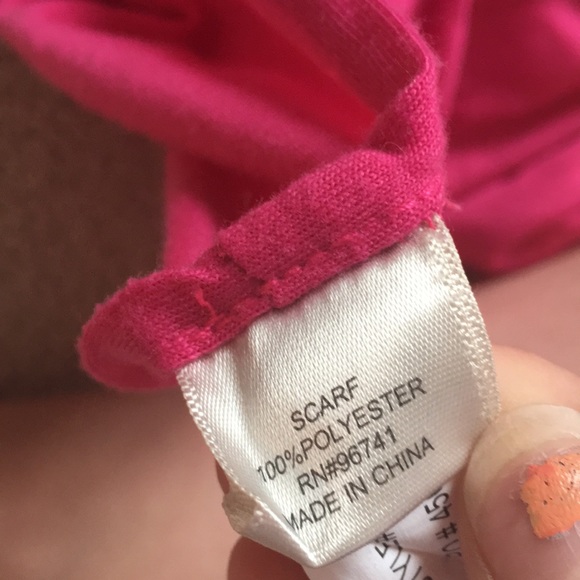 SCARF
100%POLYESTER
RN#96741
MADE IN CHINA